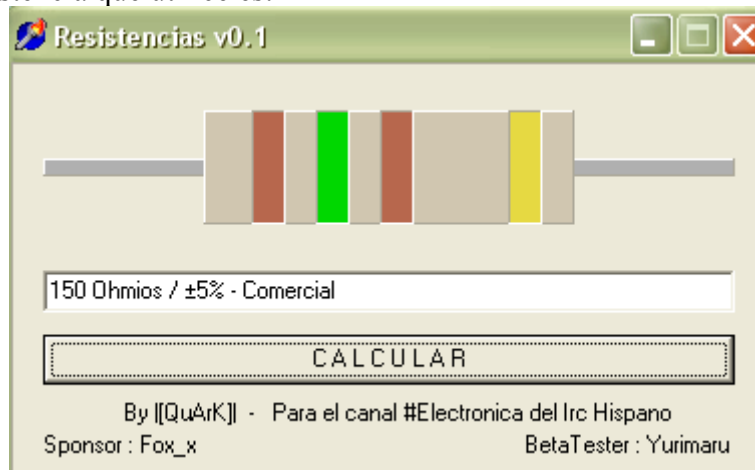 Resistencias v0.1
150 Ohmios / ±5% - Comercial
CALCULAR
By |[QuArK]| - Para el canal #Electronica del Irc Hispano
Sponsor : Fox_x
BetaTester : Yurimaru